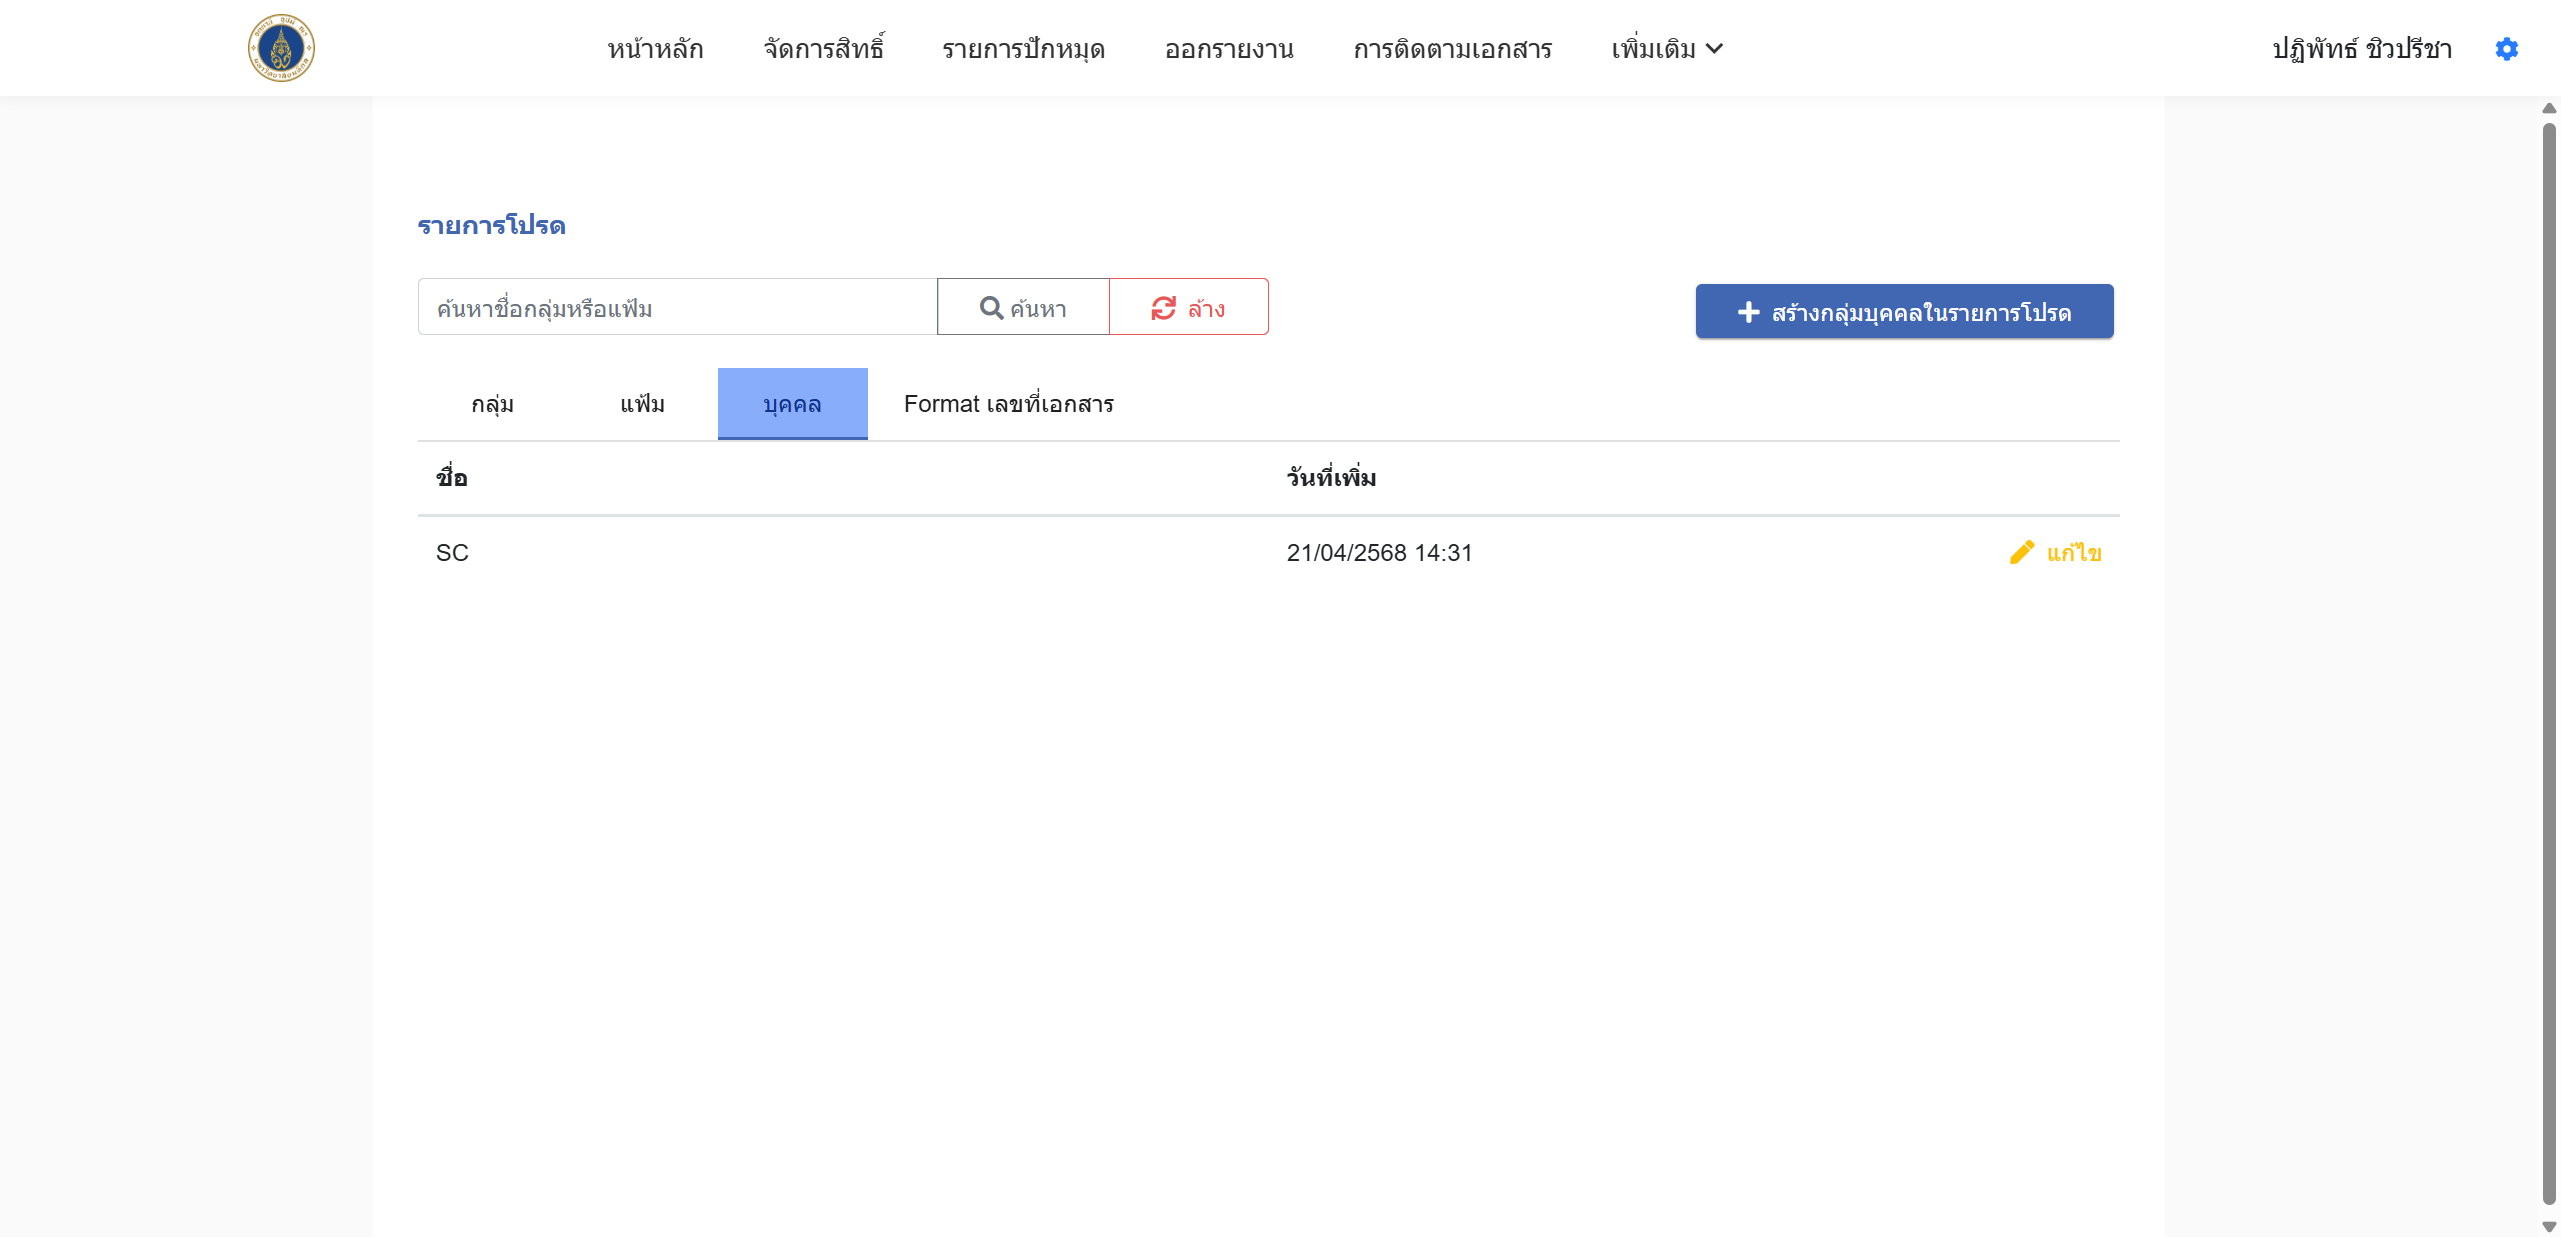 หน้าหลัก จัดการสิทธิ์ รายการปักหมุด ออกรายงาน การติดตามเอกสาร เพิ่มเติม ปฏิพัทธ์ ชิวปรีชา
รายการโปรด
ค้นหาชื่อกลุ่มหรือแฟ้ม ค้นหา ล้าง สร้างกลุ่มบุคคลในรายการโปรด
กลุ่ม แฟ้ม บุคคล Format เลขที่เอกสาร
ชื่อ วันที่เพิ่ม
SC 21/04/2568 14:31 แก้ไข